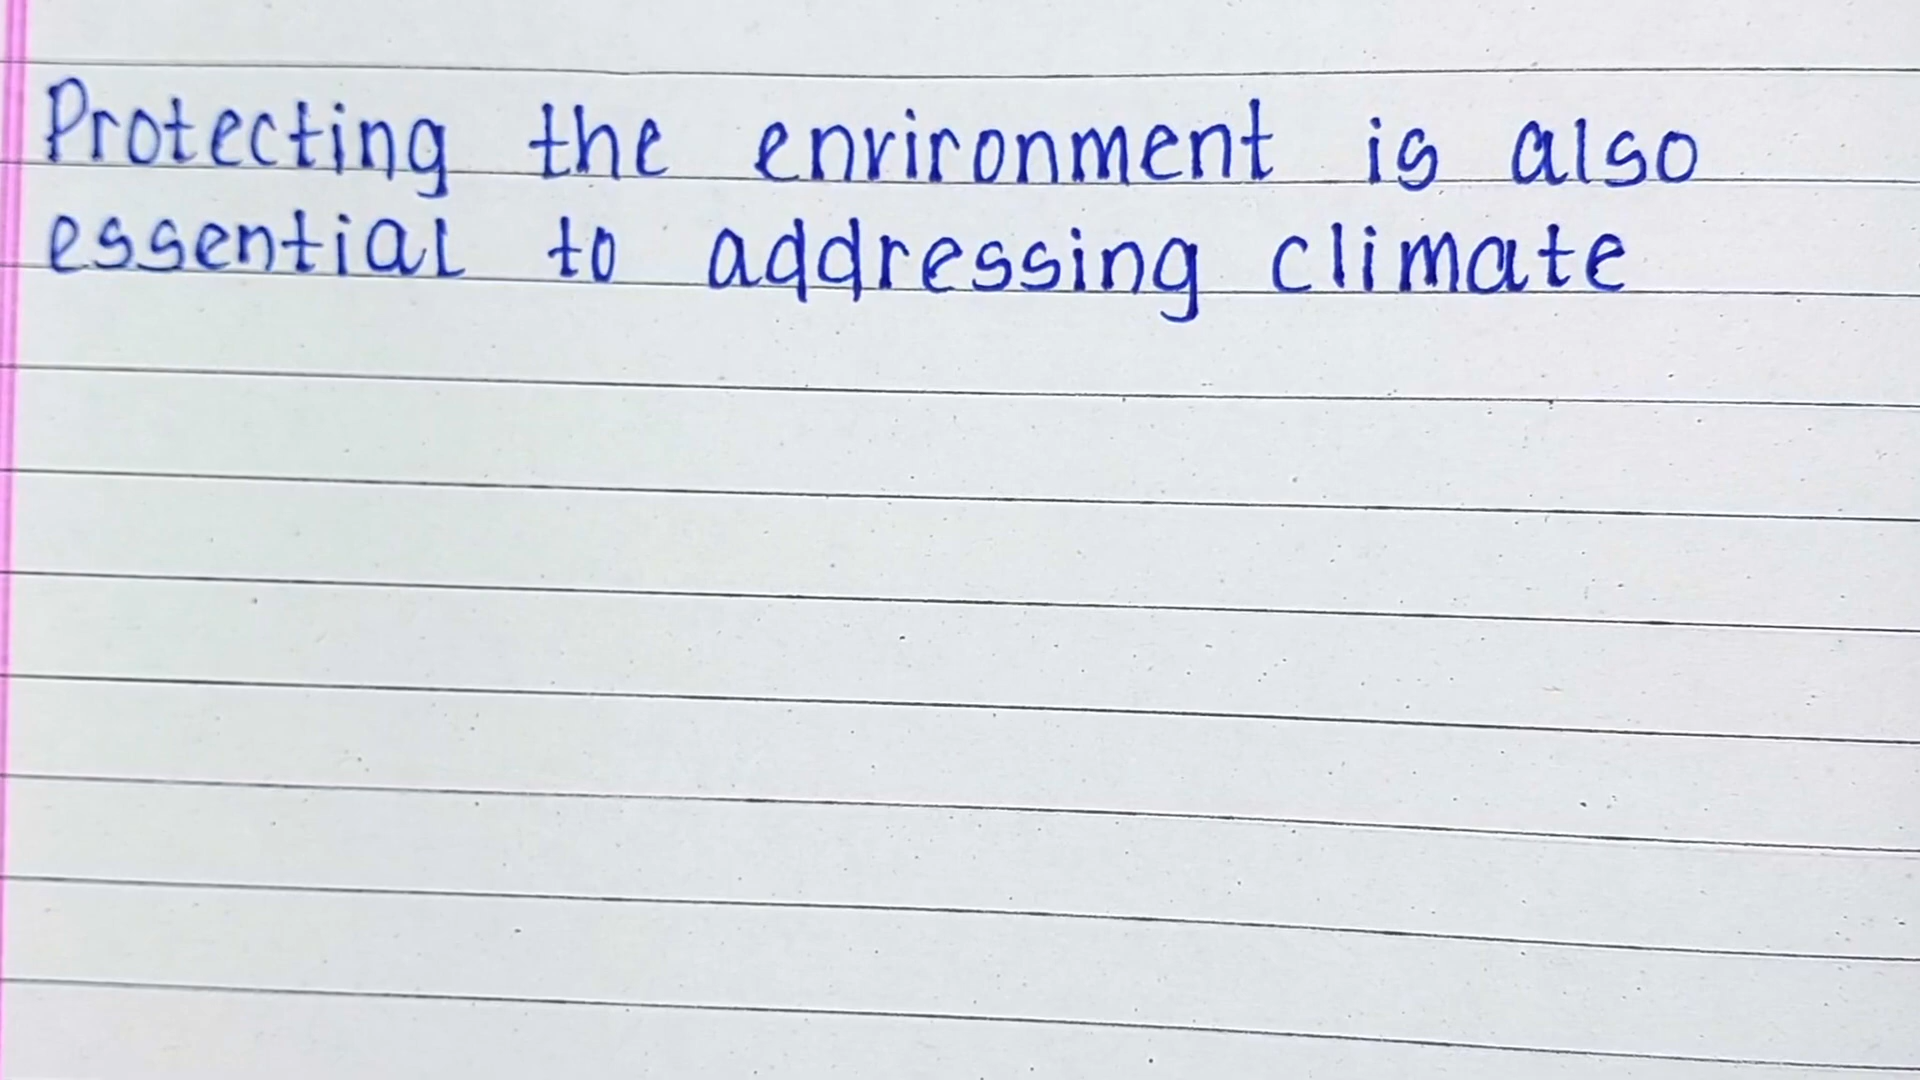 Protecting the environment is also
essential to addressing climate